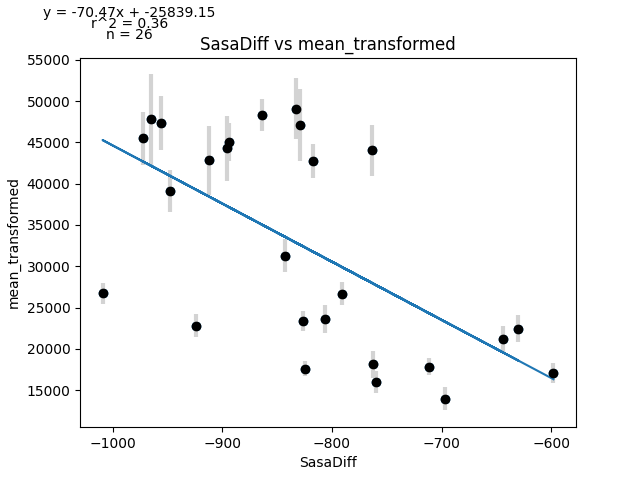 y = -70.47x + -25839.15
r^2 = 0.36
n = 26
SasaDiff vs mean_transformed
55000
50000
45000
40000
35000
30000
25000
20000
15000
mean_transformed
−1000 −900 −800 −700 −600
SasaDiff